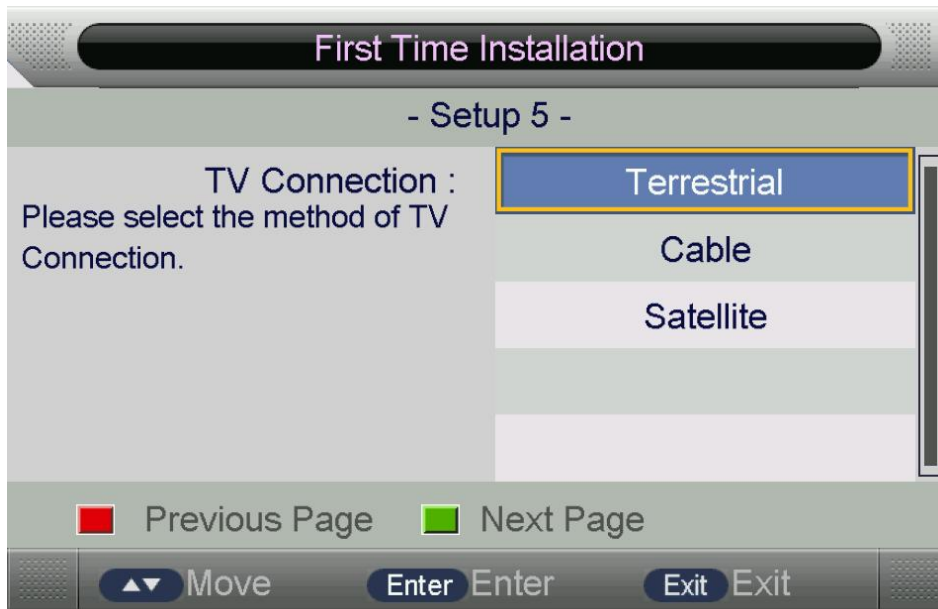 First Time Installation
- Setup 5 -
TV Connection :
Please select the method of TV
Connection.
Terrestrial
Cable
Satellite
Previous Page Next Page
▲▼ Move Enter Enter Exit Exit